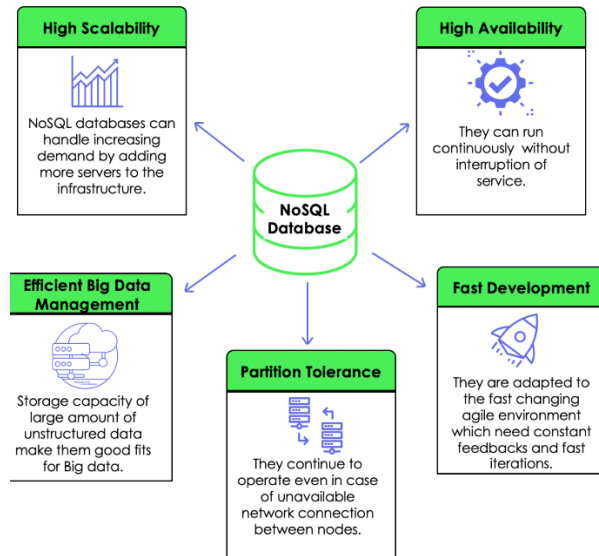 High Scalability
NoSQL databases can
handle increasing
demand by adding
more servers to the
infrastructure.
High Availability
They can run
continuously without
interruption of
service.
NoSQL
Database
Efficient Big Data
Management
Storage capacity of
large amount of
unstructured data
make them good fits
for Big data.
Partition Tolerance
They continue to
operate even in case
of unavailable
network connection
between nodes.
Fast Development
They are adapted to
the fast changing
agile environment
which need constant
feedbacks and fast
iterations.